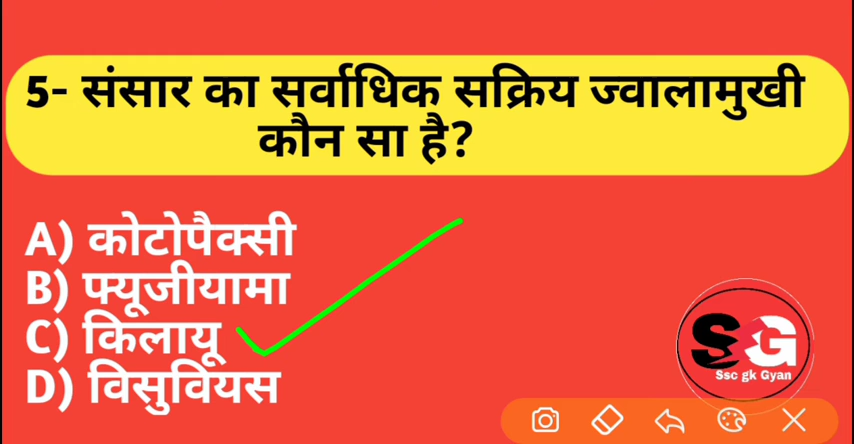 5- संसार का सर्वाधिक सक्रिय ज्वालामुखी
कौन सा है?
A) कोटोपैक्सी
B) फ्यूजीयामा
C) किलायू
D) विसुवियस
SG
Ssc gk Gyan